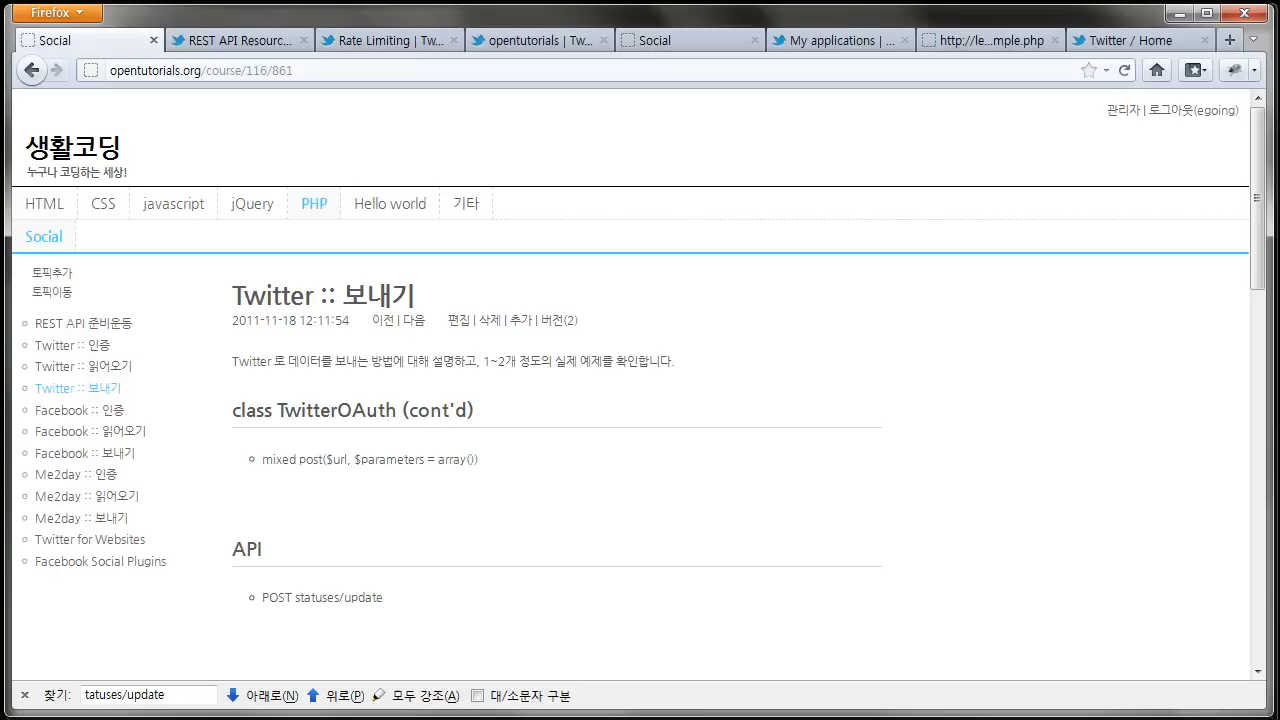 Firefox
Social
REST API Resourc...
Rate Limiting | Tw...
opentutorials | Tw...
Social
My applications | ...
http://le...mple.php
Twitter / Home
opentutorials.org/course/116/861
관리자 | 로그아웃(egoing)
생활코딩
누구나 코딩하는 세상!
HTML
CSS
javascript
jQuery
PHP
Hello world
기타
Social
토픽추가
토픽이동
REST API 준비운동
Twitter :: 인증
Twitter :: 읽어오기
Twitter :: 보내기
Facebook :: 인증
Facebook :: 읽어오기
Facebook :: 보내기
Me2day :: 인증
Me2day :: 읽어오기
Me2day :: 보내기
Twitter for Websites
Facebook Social Plugins
Twitter :: 보내기
2011-11-18 12:11:54 이전 | 다음 편집 | 삭제 | 추가 | 버전(2)
Twitter 로 데이터를 보내는 방법에 대해 설명하고, 1~2개 정도의 실제 예제를 확인합니다.
class TwitterOAuth (cont'd)
mixed post($url, $parameters = array())
API
POST statuses/update
찾기: tatuses/update 아래로(N) 위로(P) 모두 강조(A) 대/소문자 구분